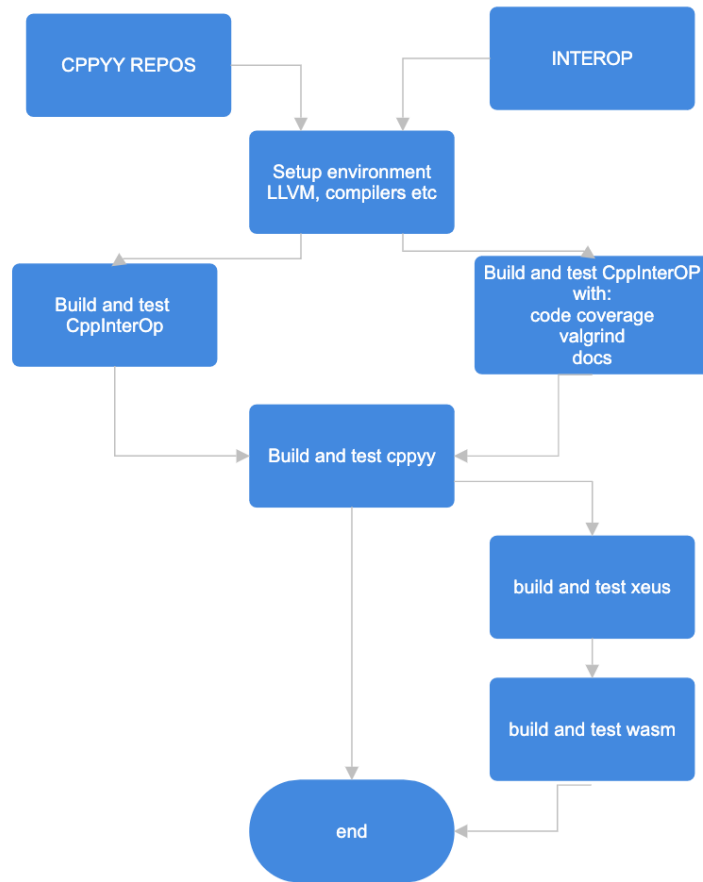 CPPYY REPOS
INTEROP
Setup environment
LLVM, compilers etc
Build and test
CppInterOp
Build and test CppInterOP
with:
code coverage
valgrind
docs
Build and test cppyy
build and test xeus
build and test wasm
end